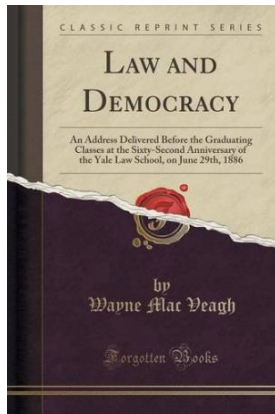 CLASSIC REPRINT SERIES
LAW AND
DEMOCRACY
An Address Delivered Before the Graduating
Classes at the Sixty-Second Anniversary of
the Yale Law School, on June 29th, 1886
by
Wayne Mac Veagh
Forgotten Books